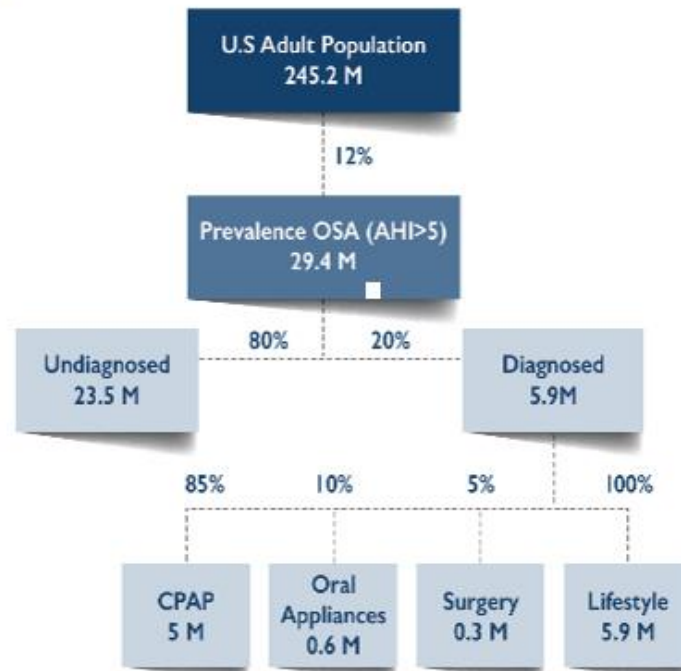 U.S Adult Population
245.2 M
12%
Prevalence OSA (AHI>5)
29.4 M
80%
20%
Undiagnosed
23.5 M
Diagnosed
5.9M
85%
10%
5%
100%
CPAP
5 M
Oral
Appliances
0.6 M
Surgery
0.3 M
Lifestyle
5.9 M